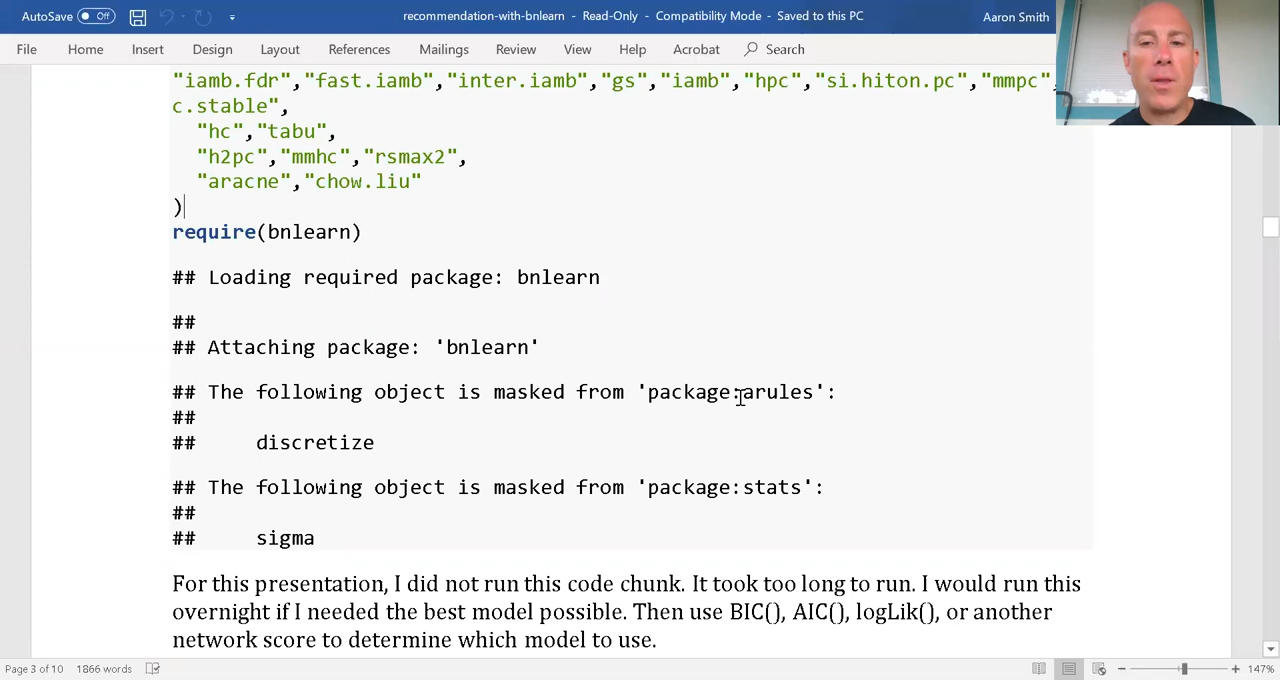 AutoSave Off recommendation-with-bnlearn - Read-Only - Compatibility Mode - Saved to this PC Aaron Smith
File Home Insert Design Layout References Mailings Review View Help Acrobat Search
"iamb.fdr","fast.iamb","inter.iamb","gs","iamb","hpc","si.hiton.pc","mmpc",
c.stable",
"hc","tabu",
"h2pc","mmhc","rsmax2",
"aracne","chow.liu"
)
require(bnlearn)
## Loading required package: bnlearn
##
## Attaching package: 'bnlearn'
## The following object is masked from 'package:arules':
##
## discretize
## The following object is masked from 'package:stats':
##
## sigma
For this presentation, I did not run this code chunk. It took too long to run. I would run this
overnight if I needed the best model possible. Then use BIC(), AIC(), logLik(), or another
network score to determine which model to use.
Page 3 of 10 1866 words 147%